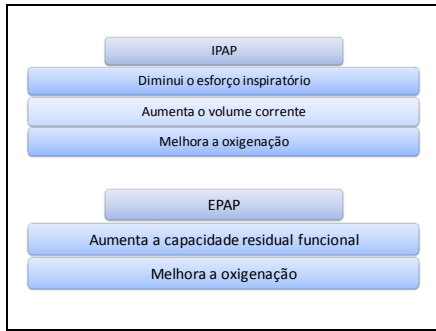 IPAP
Diminui o esforço inspiratório
Aumenta o volume corrente
Melhora a oxigenação
EPAP
Aumenta a capacidade residual funcional
Melhora a oxigenação